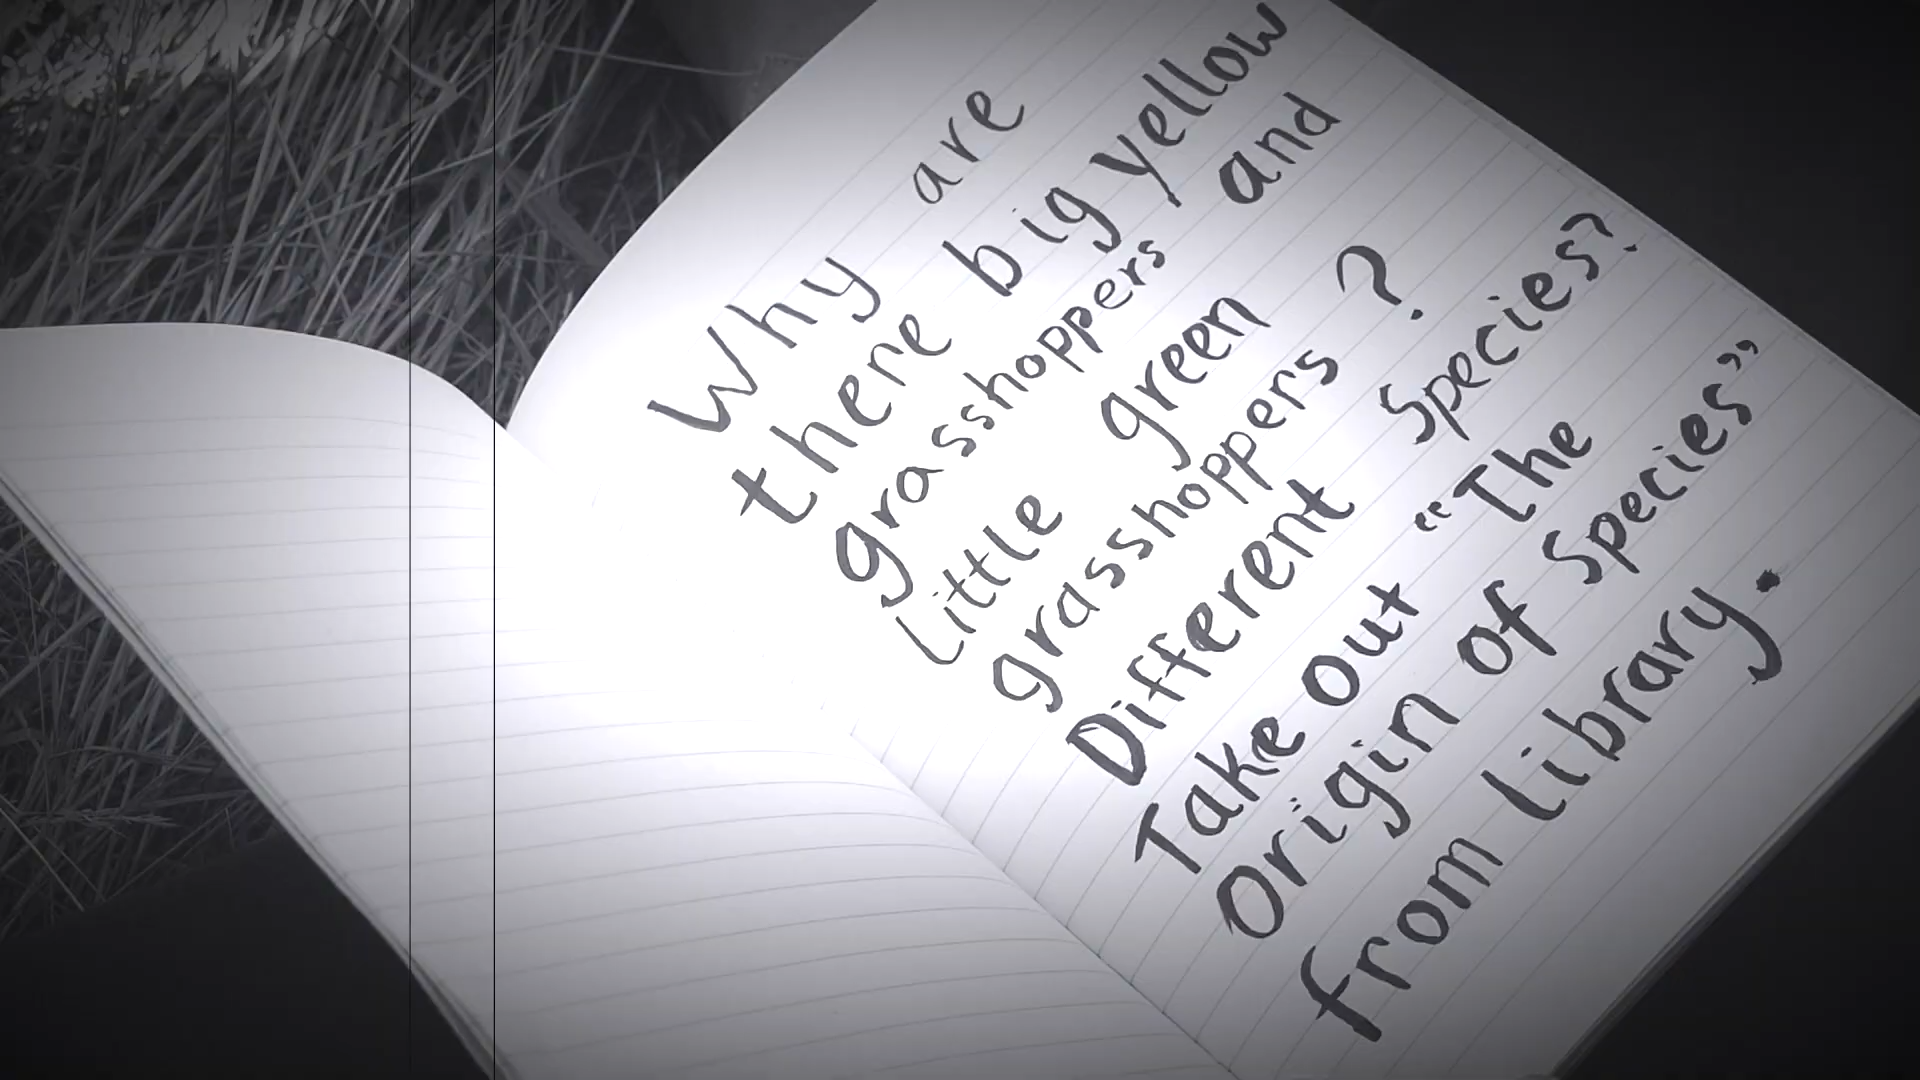 Why are
there big yellow
grasshoppers and
Little green
grasshoppers ?
Different Species?
Take out “The
Origin of Species”
from library.